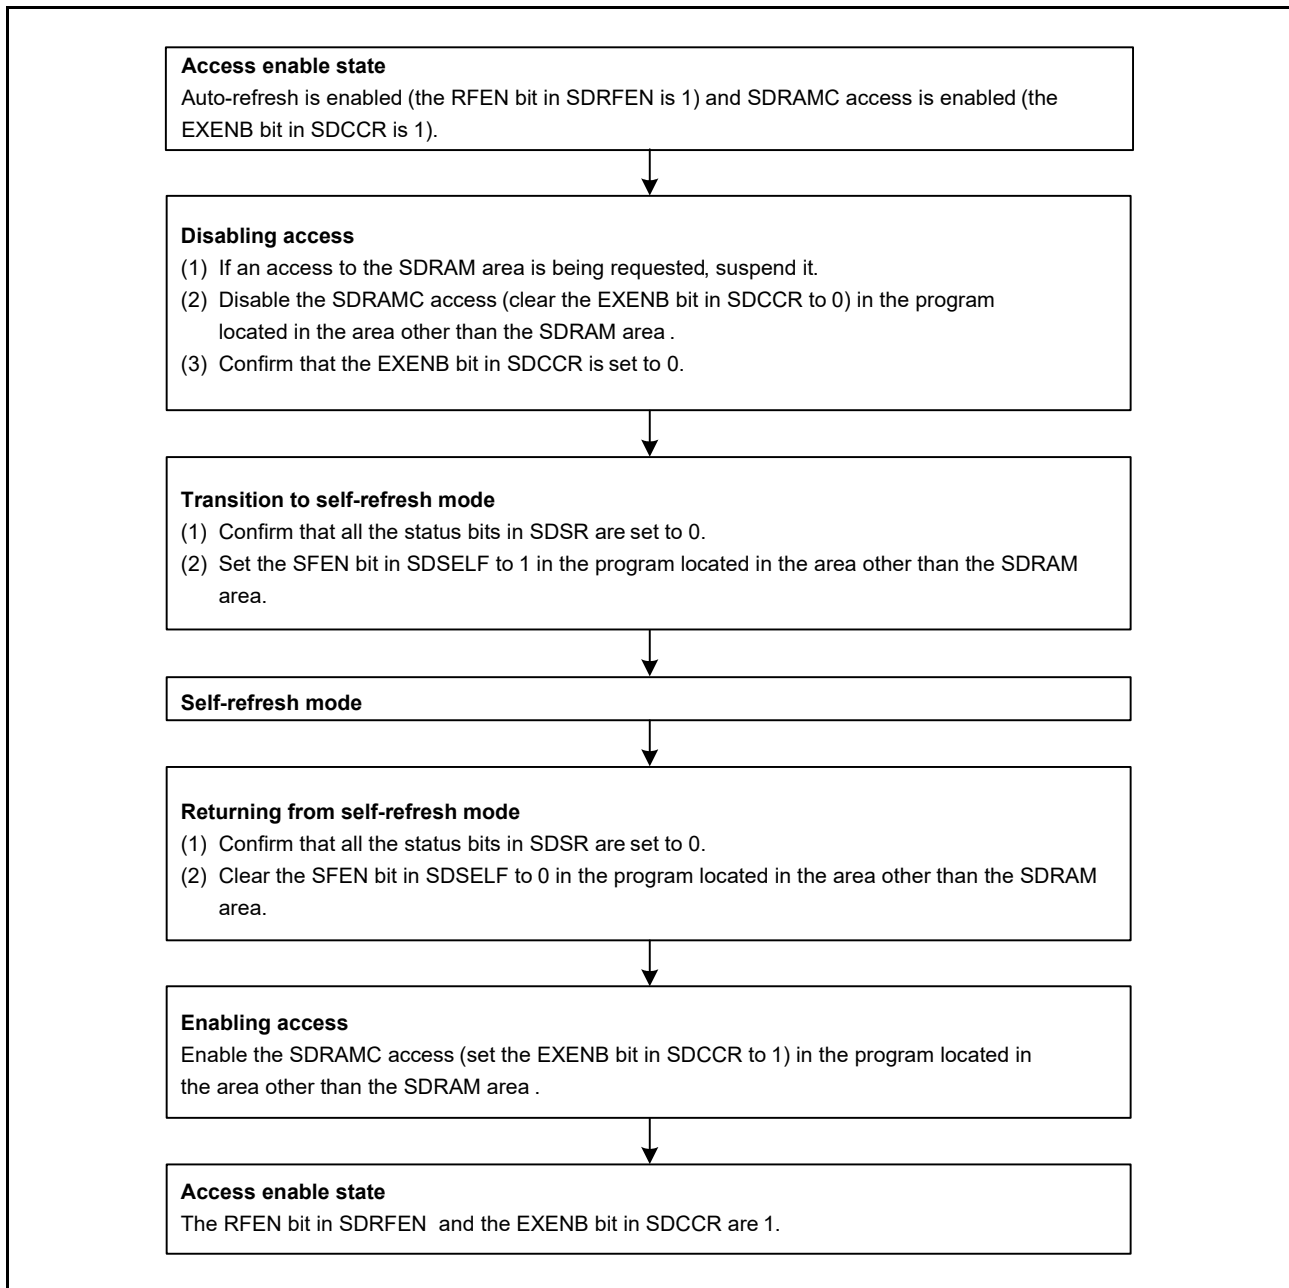 Access enable state
Auto-refresh is enabled (the RFEN bit in SDRFEN is 1) and SDRAMC access is enabled (the
EXENB bit in SDCCR is 1).
Disabling access
(1) If an access to the SDRAM area is being requested, suspend it.
(2) Disable the SDRAMC access (clear the EXENB bit in SDCCR to 0) in the program
located in the area other than the SDRAM area .
(3) Confirm that the EXENB bit in SDCCR is set to 0.
Transition to self-refresh mode
(1) Confirm that all the status bits in SDSR are set to 0.
(2) Set the SFEN bit in SDSELF to 1 in the program located in the area other than the SDRAM
area.
Self-refresh mode
Returning from self-refresh mode
(1) Confirm that all the status bits in SDSR are set to 0.
(2) Clear the SFEN bit in SDSELF to 0 in the program located in the area other than the SDRAM
area.
Enabling access
Enable the SDRAMC access (set the EXENB bit in SDCCR to 1) in the program located in
the area other than the SDRAM area .
Access enable state
The RFEN bit in SDRFEN and the EXENB bit in SDCCR are 1.